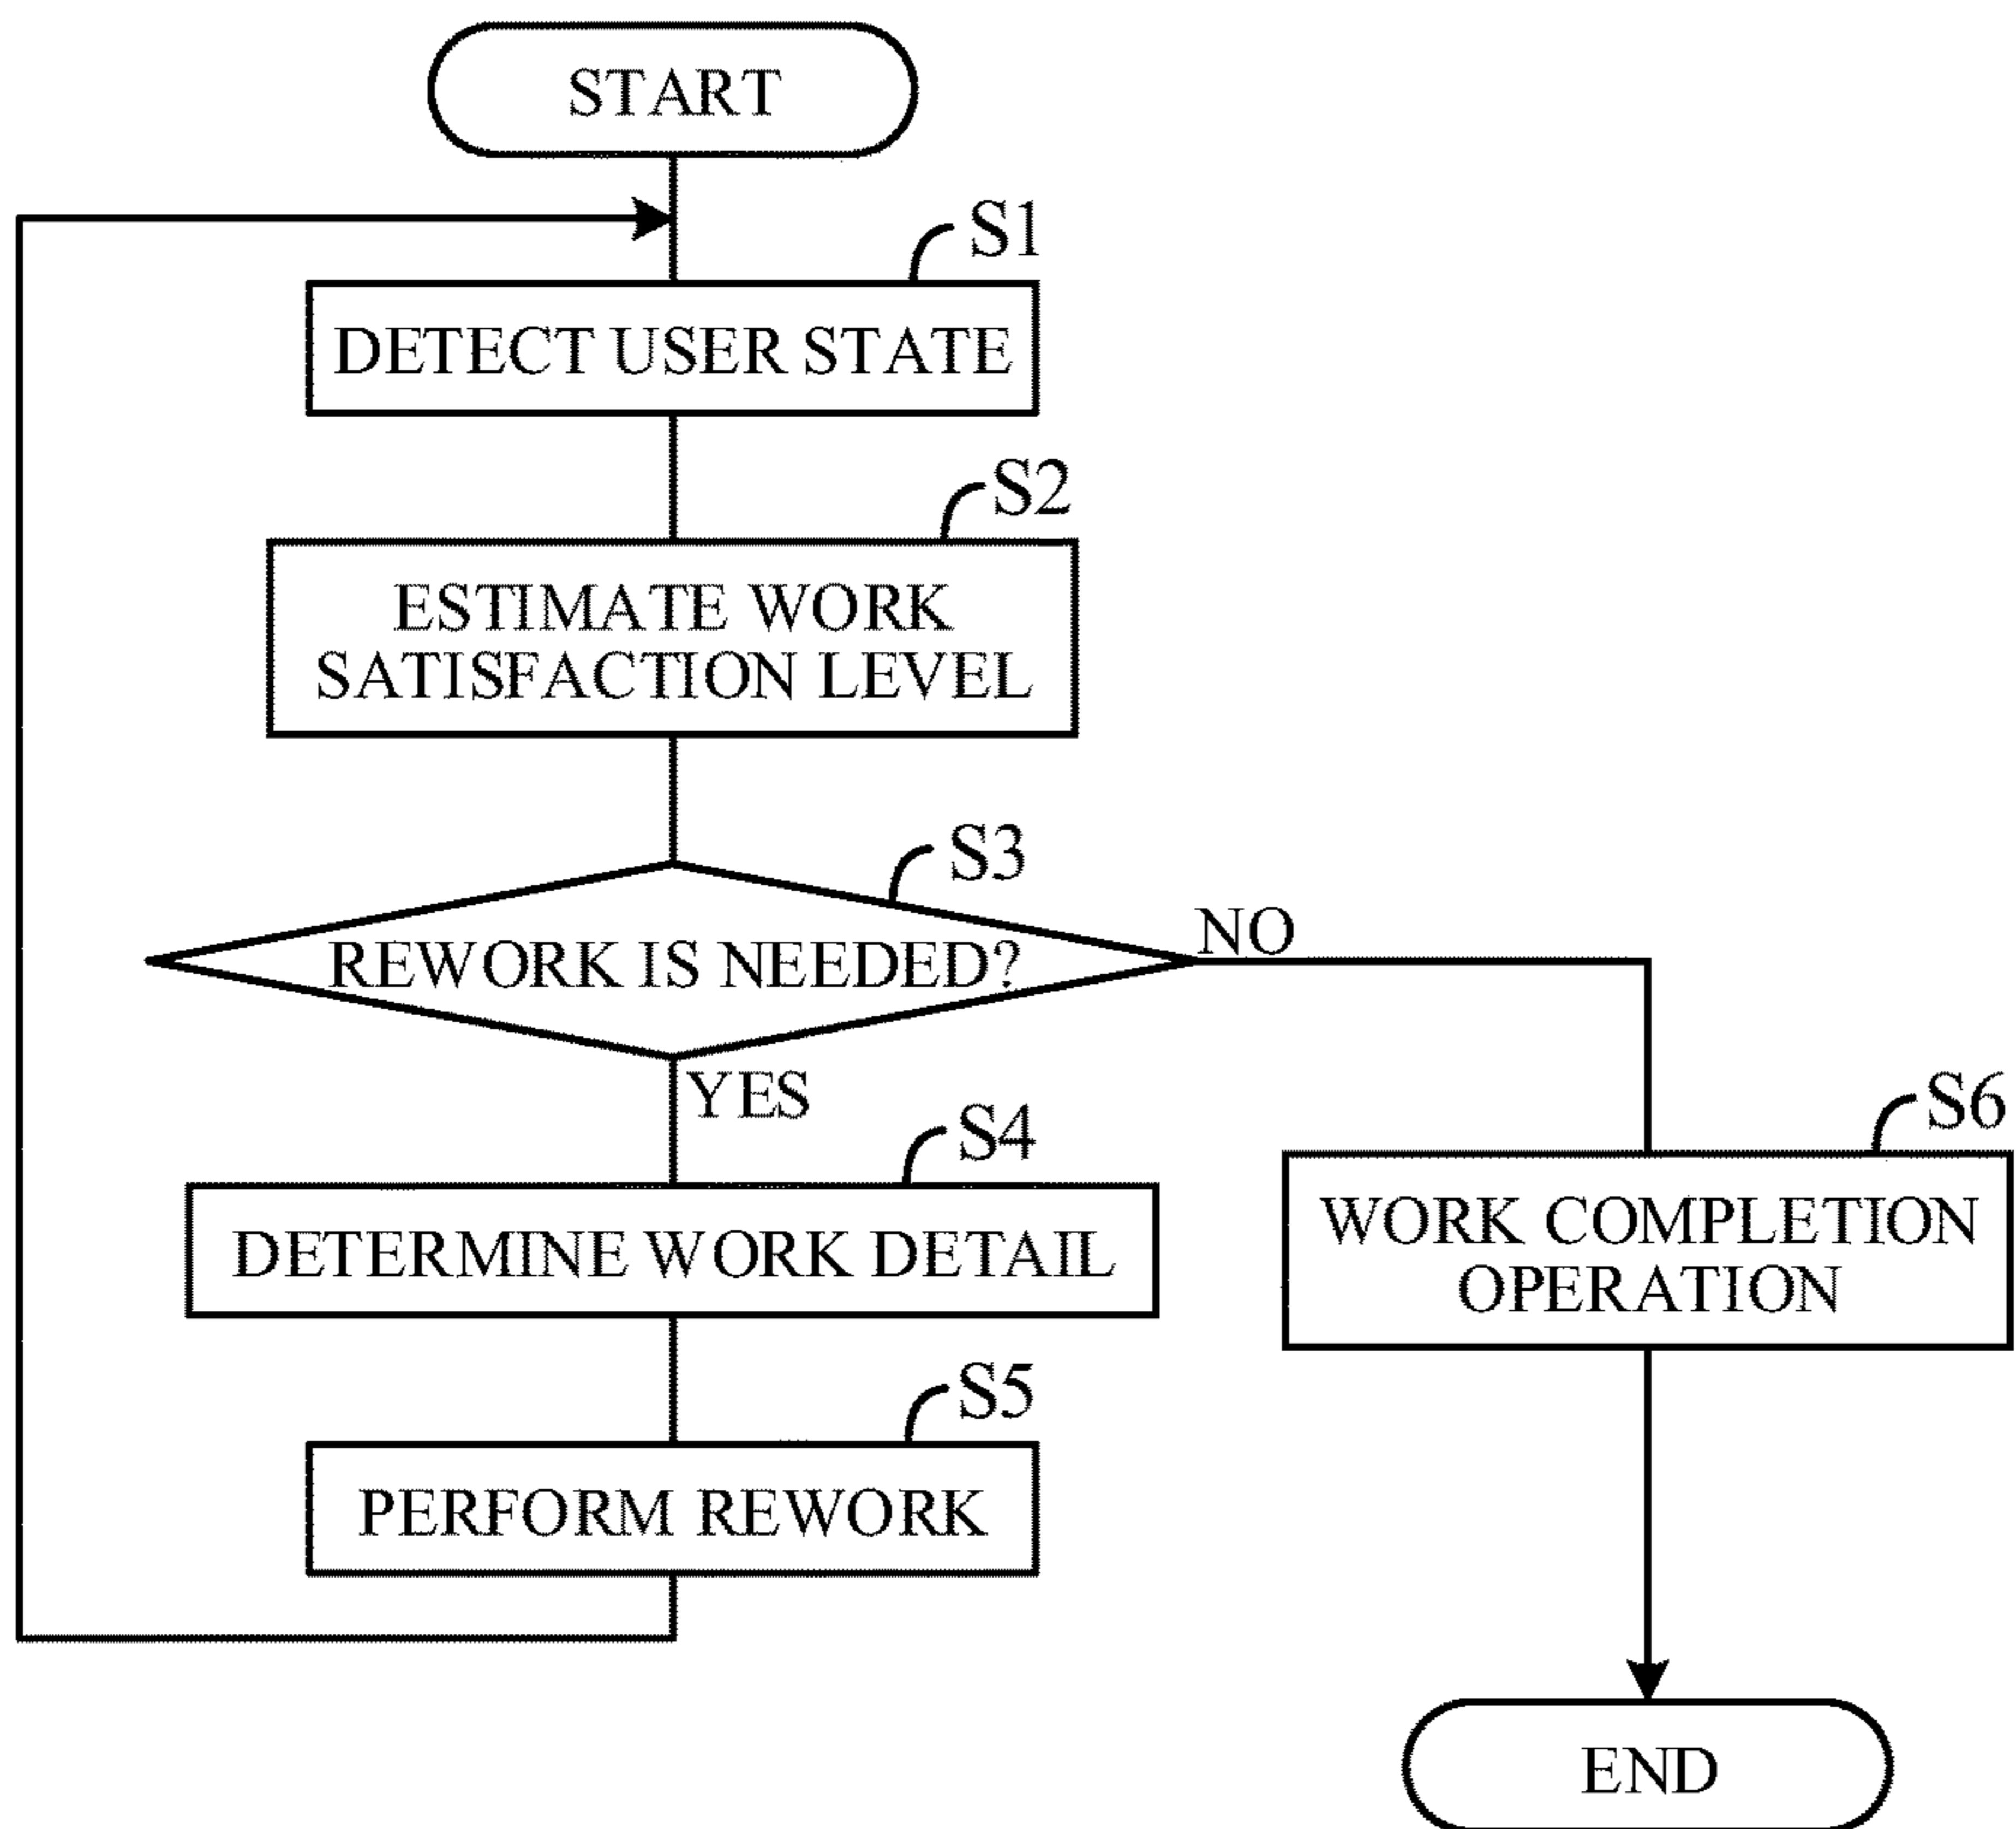 START
S1
DETECT USER STATE
S2
ESTIMATE WORK
SATISFACTION LEVEL
S3
REWORK IS NEEDED?
NO
YES
S4
DETERMINE WORK DETAIL
S5
PERFORM REWORK
S6
WORK COMPLETION
OPERATION
END